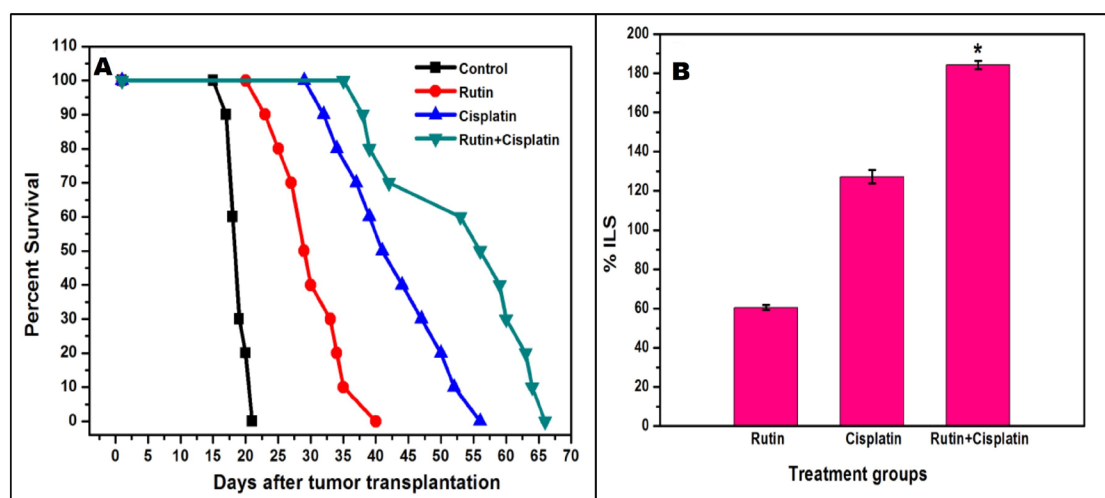 A
Control
Rutin
Cisplatin
Rutin+Cisplatin
Percent Survival
110
100
90
80
70
60
50
40
30
20
10
0
0 5 10 15 20 25 30 35 40 45 50 55 60 65 70
Days after tumor transplantation
B
*
% ILS
200
180
160
140
120
100
80
60
40
20
0
Rutin Cisplatin Rutin+Cisplatin
Treatment groups